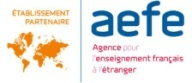 ÉTABLISSEMENT
PARTENAIRE
aefe
Agence pour
l'enseignement français
à l'étranger